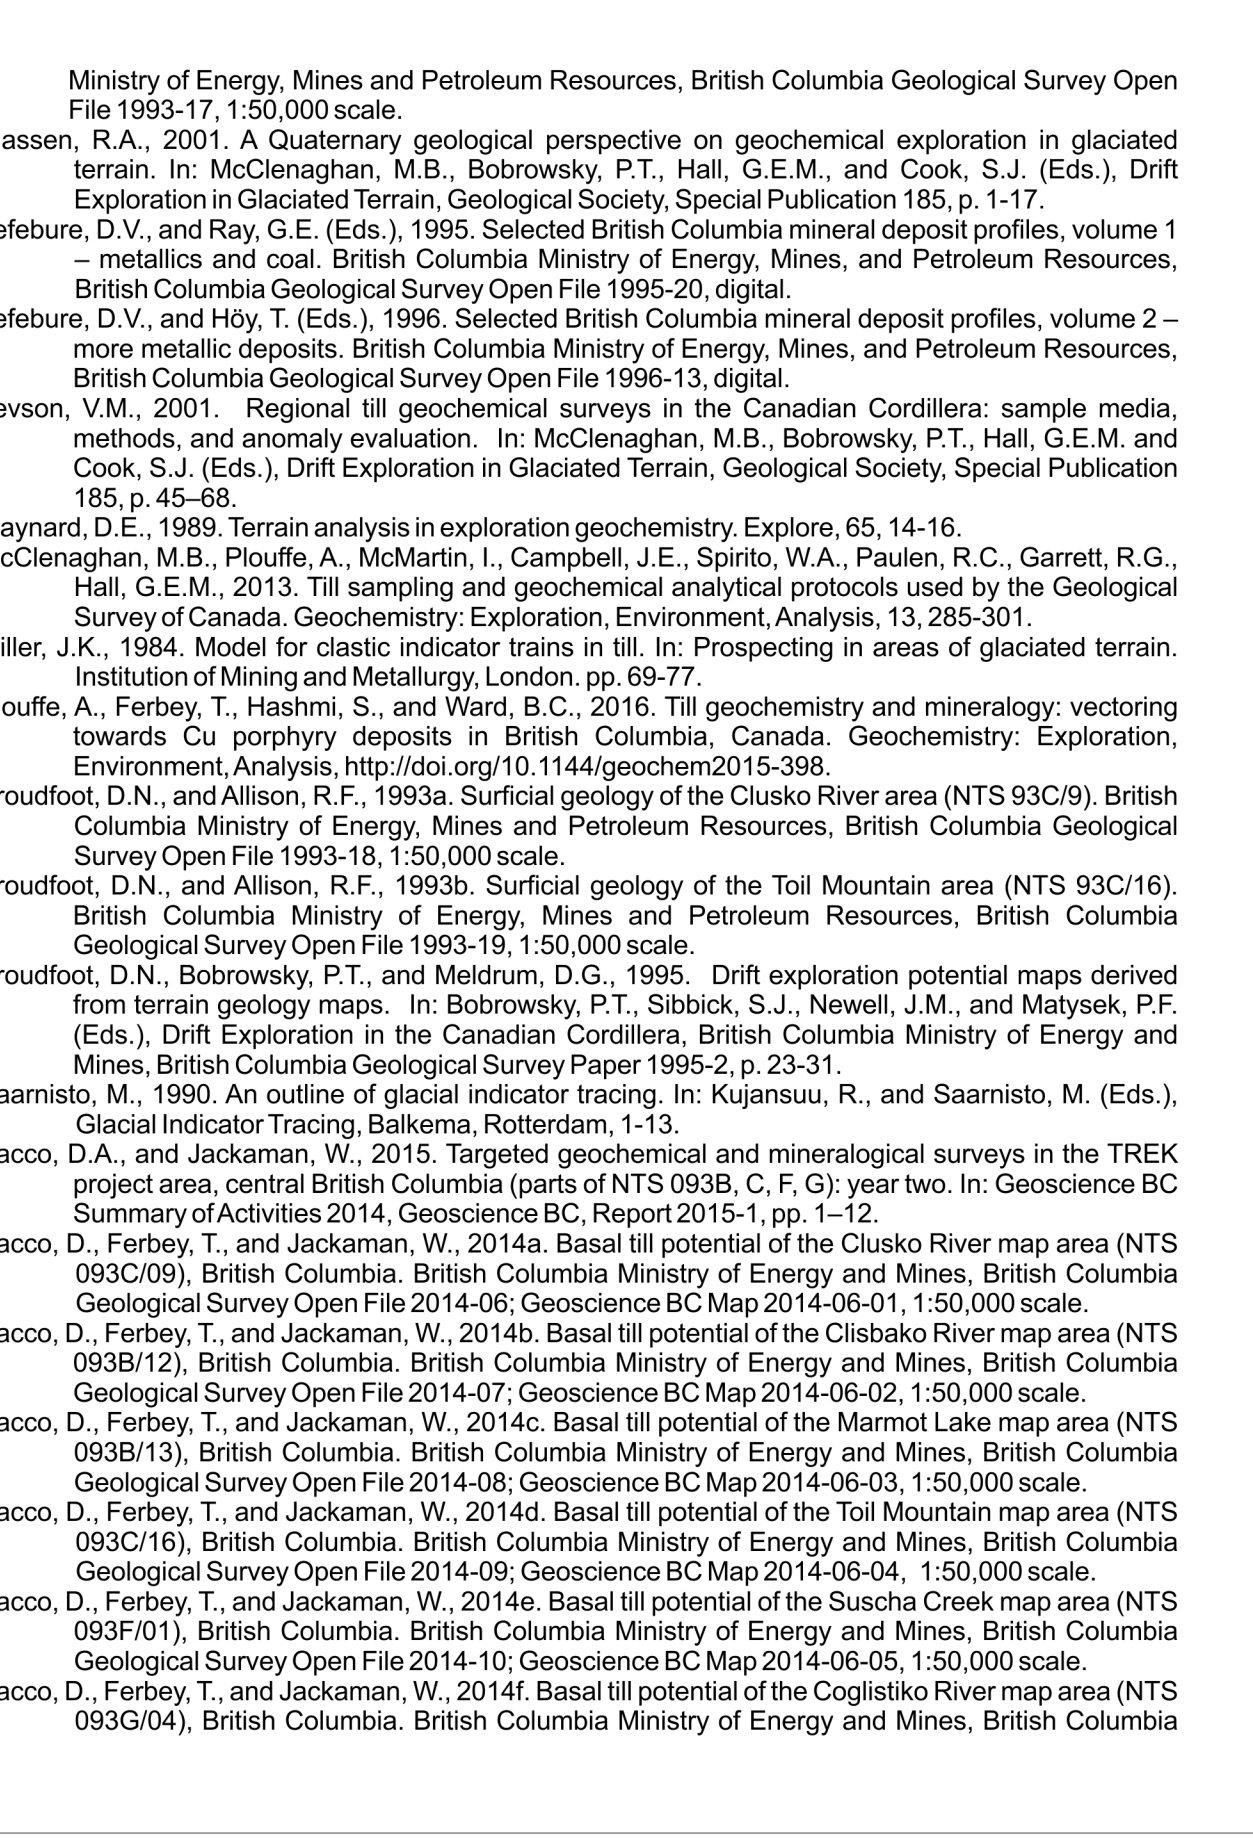 Ministry of Energy, Mines and Petroleum Resources, British Columbia Geological Survey Open
File 1993-17, 1:50,000 scale.
assen, R.A., 2001. A Quaternary geological perspective on geochemical exploration in glaciated
terrain. In: McClenaghan, M.B., Bobrowsky, P.T., Hall, G.E.M., and Cook, S.J. (Eds.), Drift
Exploration in Glaciated Terrain, Geological Society, Special Publication 185, p. 1-17.
efebure, D.V., and Ray, G.E. (Eds.), 1995. Selected British Columbia mineral deposit profiles, volume 1
– metallics and coal. British Columbia Ministry of Energy, Mines, and Petroleum Resources,
British Columbia Geological Survey Open File 1995-20, digital.
efebure, D.V., and Höy, T. (Eds.), 1996. Selected British Columbia mineral deposit profiles, volume 2 –
more metallic deposits. British Columbia Ministry of Energy, Mines, and Petroleum Resources,
British Columbia Geological Survey Open File 1996-13, digital.
evson, V.M., 2001. Regional till geochemical surveys in the Canadian Cordillera: sample media,
methods, and anomaly evaluation. In: McClenaghan, M.B., Bobrowsky, P.T., Hall, G.E.M. and
Cook, S.J. (Eds.), Drift Exploration in Glaciated Terrain, Geological Society, Special Publication
185, p. 45–68.
aynard, D.E., 1989. Terrain analysis in exploration geochemistry. Explore, 65, 14-16.
cClenaghan, M.B., Plouffe, A., McMartin, I., Campbell, J.E., Spirito, W.A., Paulen, R.C., Garrett, R.G.,
Hall, G.E.M., 2013. Till sampling and geochemical analytical protocols used by the Geological
Survey of Canada. Geochemistry: Exploration, Environment, Analysis, 13, 285-301.
iller, J.K., 1984. Model for clastic indicator trains in till. In: Prospecting in areas of glaciated terrain.
Institution of Mining and Metallurgy, London. pp. 69-77.
ouffe, A., Ferbey, T., Hashmi, S., and Ward, B.C., 2016. Till geochemistry and mineralogy: vectoring
towards Cu porphyry deposits in British Columbia, Canada. Geochemistry: Exploration,
Environment, Analysis, http://doi.org/10.1144/geochem2015-398.
roudfoot, D.N., and Allison, R.F., 1993a. Surficial geology of the Clusko River area (NTS 93C/9). British
Columbia Ministry of Energy, Mines and Petroleum Resources, British Columbia Geological
Survey Open File 1993-18, 1:50,000 scale.
roudfoot, D.N., and Allison, R.F., 1993b. Surficial geology of the Toil Mountain area (NTS 93C/16).
British Columbia Ministry of Energy, Mines and Petroleum Resources, British Columbia
Geological Survey Open File 1993-19, 1:50,000 scale.
roudfoot, D.N., Bobrowsky, P.T., and Meldrum, D.G., 1995. Drift exploration potential maps derived
from terrain geology maps. In: Bobrowsky, P.T., Sibbick, S.J., Newell, J.M., and Matysek, P.F.
(Eds.), Drift Exploration in the Canadian Cordillera, British Columbia Ministry of Energy and
Mines, British Columbia Geological Survey Paper 1995-2, p. 23-31.
aarnisto, M., 1990. An outline of glacial indicator tracing. In: Kujansuu, R., and Saarnisto, M. (Eds.),
Glacial Indicator Tracing, Balkema, Rotterdam, 1-13.
acco, D.A., and Jackaman, W., 2015. Targeted geochemical and mineralogical surveys in the TREK
project area, central British Columbia (parts of NTS 093B, C, F, G): year two. In: Geoscience BC
Summary of Activities 2014, Geoscience BC, Report 2015-1, pp. 1–12.
acco, D., Ferbey, T., and Jackaman, W., 2014a. Basal till potential of the Clusko River map area (NTS
093C/09), British Columbia. British Columbia Ministry of Energy and Mines, British Columbia
Geological Survey Open File 2014-06; Geoscience BC Map 2014-06-01, 1:50,000 scale.
acco, D., Ferbey, T., and Jackaman, W., 2014b. Basal till potential of the Clisbako River map area (NTS
093B/12), British Columbia. British Columbia Ministry of Energy and Mines, British Columbia
Geological Survey Open File 2014-07; Geoscience BC Map 2014-06-02, 1:50,000 scale.
acco, D., Ferbey, T., and Jackaman, W., 2014c. Basal till potential of the Marmot Lake map area (NTS
093B/13), British Columbia. British Columbia Ministry of Energy and Mines, British Columbia
Geological Survey Open File 2014-08; Geoscience BC Map 2014-06-03, 1:50,000 scale.
acco, D., Ferbey, T., and Jackaman, W., 2014d. Basal till potential of the Toil Mountain map area (NTS
093C/16), British Columbia. British Columbia Ministry of Energy and Mines, British Columbia
Geological Survey Open File 2014-09; Geoscience BC Map 2014-06-04, 1:50,000 scale.
acco, D., Ferbey, T., and Jackaman, W., 2014e. Basal till potential of the Suscha Creek map area (NTS
093F/01), British Columbia. British Columbia Ministry of Energy and Mines, British Columbia
Geological Survey Open File 2014-10; Geoscience BC Map 2014-06-05, 1:50,000 scale.
acco, D., Ferbey, T., and Jackaman, W., 2014f. Basal till potential of the Coglistiko River map area (NTS
093G/04), British Columbia. British Columbia Ministry of Energy and Mines, British Columbia